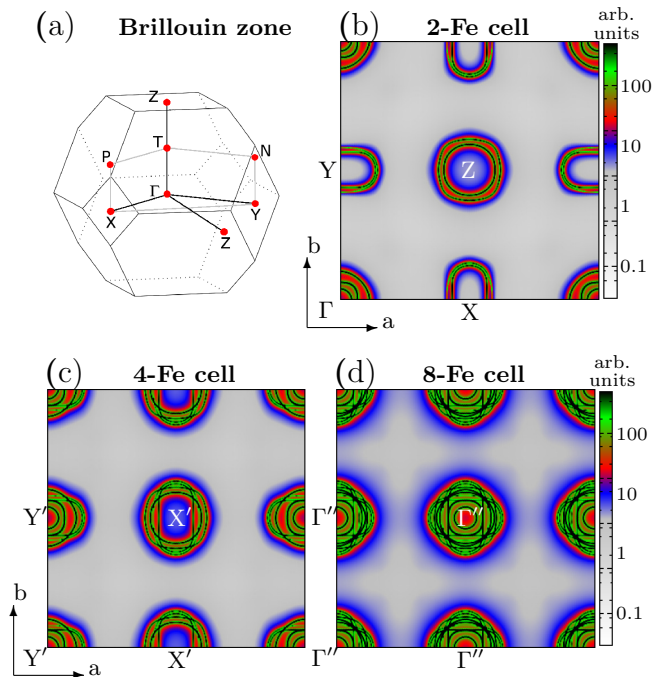 (a) Brillouin zone
Z
T
P
N
Γ
X
Y
Z
(b) 2-Fe cell
arb. units
100
10
1
0.1
Y
Z
b
a
Γ
X
(c) 4-Fe cell
Y′
X′
b
a
Y′
X′
(d) 8-Fe cell
arb. units
100
10
1
0.1
Γ′′
Γ′′
Γ′′
Γ′′